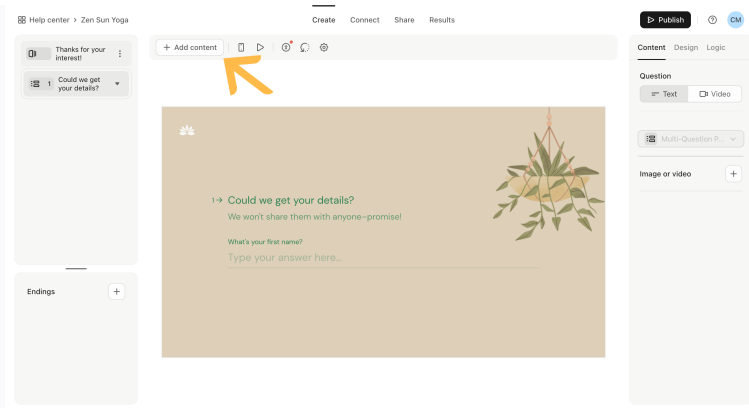 Help center > Zen Sun Yoga
Create Connect Share Results
Publish
CM
Thanks for your
interest!
1 Could we get
your details?
+ Add content
Content Design Logic
Question
Text Video
Multi-Question P...
Image or video
1 Could we get your details?
We won't share them with anyone–promise!
What's your first name?
Type your answer here...
Endings